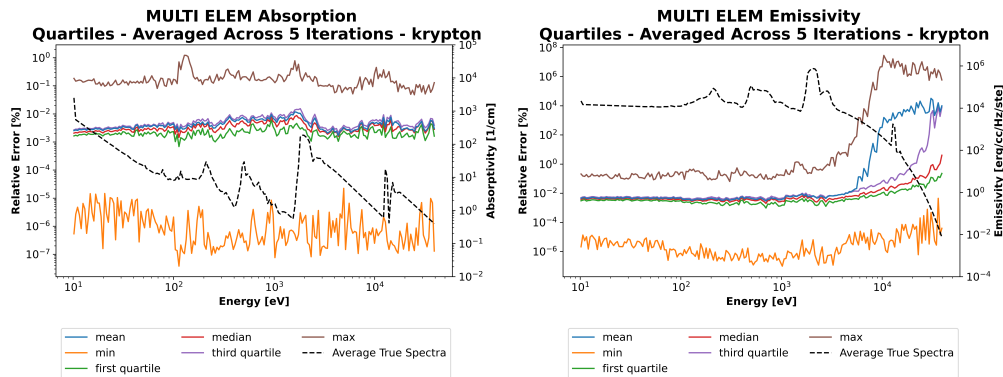 MULTI ELEM Absorption
Quartiles - Averaged Across 5 Iterations - krypton
Relative Error [%]
10^0
10^-1
10^-2
10^-3
10^-4
10^-5
10^-6
10^-7
10^1
10^2
10^3
10^4
Energy [eV]
10^5
10^4
10^3
10^2
10^1
10^0
10^-1
10^-2
Absorptivity [1/cm]
mean
min
first quartile
median
third quartile
max
Average True Spectra
MULTI ELEM Emissivity
Quartiles - Averaged Across 5 Iterations - krypton
Relative Error [%]
10^8
10^6
10^4
10^2
10^0
10^-2
10^-4
10^-6
10^1
10^2
10^3
10^4
Energy [eV]
10^6
10^4
10^2
10^0
10^-2
10^-4
Emissivity [erg/cc/Hz/ste]
mean
min
first quartile
median
third quartile
max
Average True Spectra